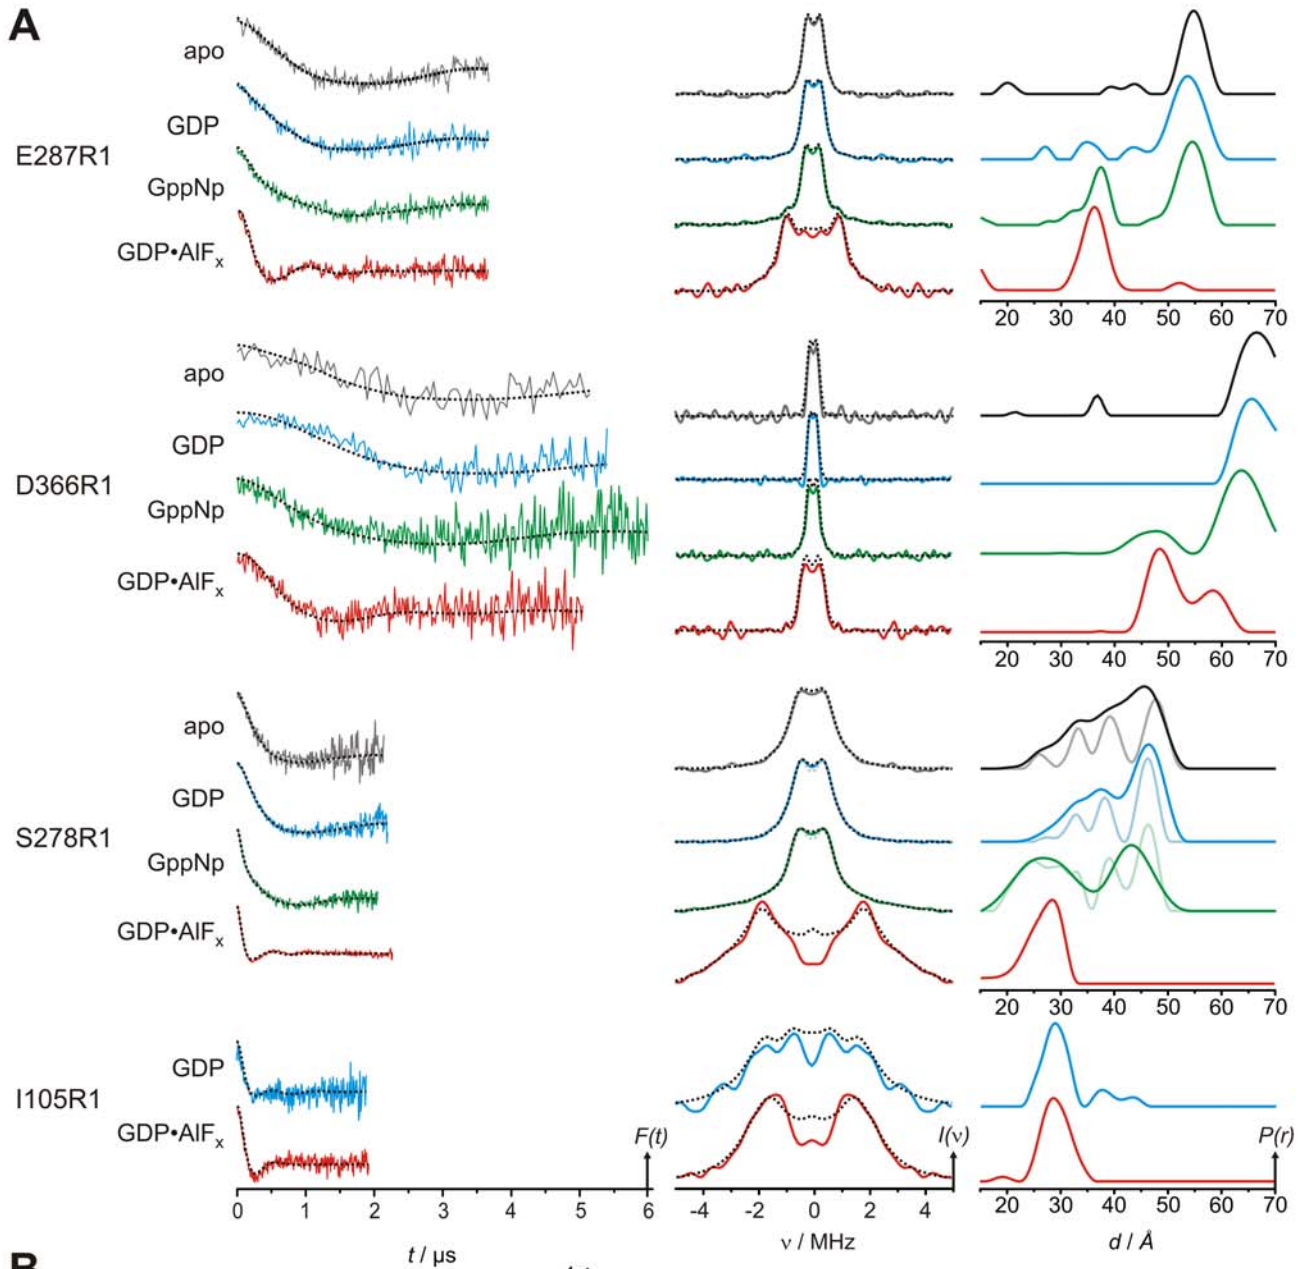 A
apo
GDP
E287R1
GppNp
GDP•AlFx
20 30 40 50 60 70
apo
GDP
D366R1
GppNp
GDP•AlFx
20 30 40 50 60 70
apo
GDP
S278R1
GppNp
GDP•AlFx
20 30 40 50 60 70
GDP
I105R1
GDP•AlFx
F(t) I(ν) P(r)
0 1 2 3 4 5 6 -4 -2 0 2 4 20 30 40 50 60 70
t / µs ν / MHz d / Å